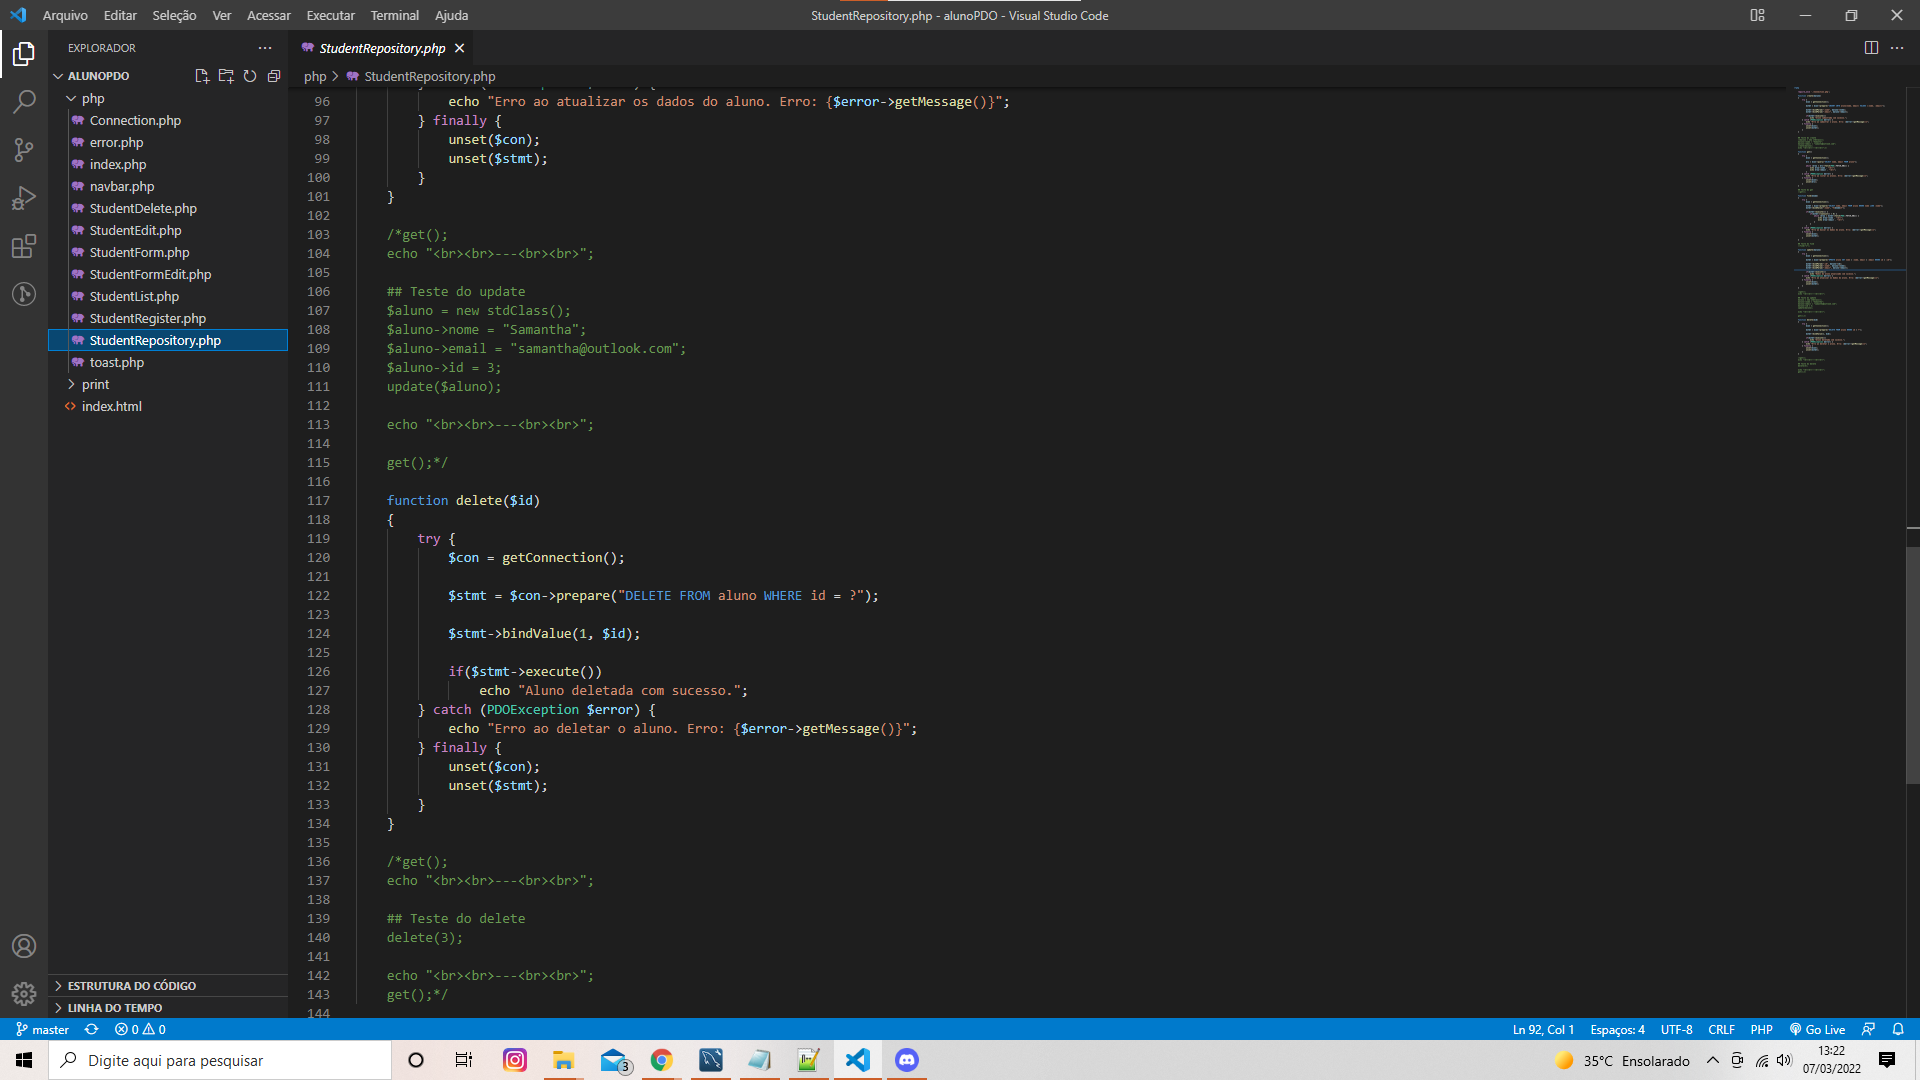 Arquivo Editar Seleção Ver Acessar Executar Terminal Ajuda
StudentRepository.php - alunoPDO - Visual Studio Code
EXPLORADOR
StudentRepository.php
ALUNOPDO
php
Connection.php
error.php
index.php
navbar.php
StudentDelete.php
StudentEdit.php
StudentForm.php
StudentFormEdit.php
StudentList.php
StudentRegister.php
StudentRepository.php
toast.php
print
index.html
ESTRUTURA DO CÓDIGO
LINHA DO TEMPO
php > StudentRepository.php
96 echo "Erro ao atualizar os dados do aluno. Erro: {$error->getMessage()}";
97 } finally {
98 unset($con);
99 unset($stmt);
100 }
101 }
102
103 /*get();
104 echo "<br><br>---<br><br>";
105
106 ## Teste do update
107 $aluno = new stdClass();
108 $aluno->nome = "Samantha";
109 $aluno->email = "samantha@outlook.com";
110 $aluno->id = 3;
111 update($aluno);
112
113 echo "<br><br>---<br><br>";
114
115 get();*/
116
117 function delete($id)
118 {
119 try {
120 $con = getConnection();
121
122 $stmt = $con->prepare("DELETE FROM aluno WHERE id = ?");
123
124 $stmt->bindValue(1, $id);
125
126 if($stmt->execute())
127 echo "Aluno deletada com sucesso.";
128 } catch (PDOException $error) {
129 echo "Erro ao deletar o aluno. Erro: {$error->getMessage()}";
130 } finally {
131 unset($con);
132 unset($stmt);
133 }
134 }
135
136 /*get();
137 echo "<br><br>---<br><br>";
138
139 ## Teste do delete
140 delete(3);
141
142 echo "<br><br>---<br><br>";
143 get();*/
144
master 0 0
Ln 92, Col 1 Espaços: 4 UTF-8 CRLF PHP Go Live
Digite aqui para pesquisar
3
35°C Ensolarado
13:22
07/03/2022